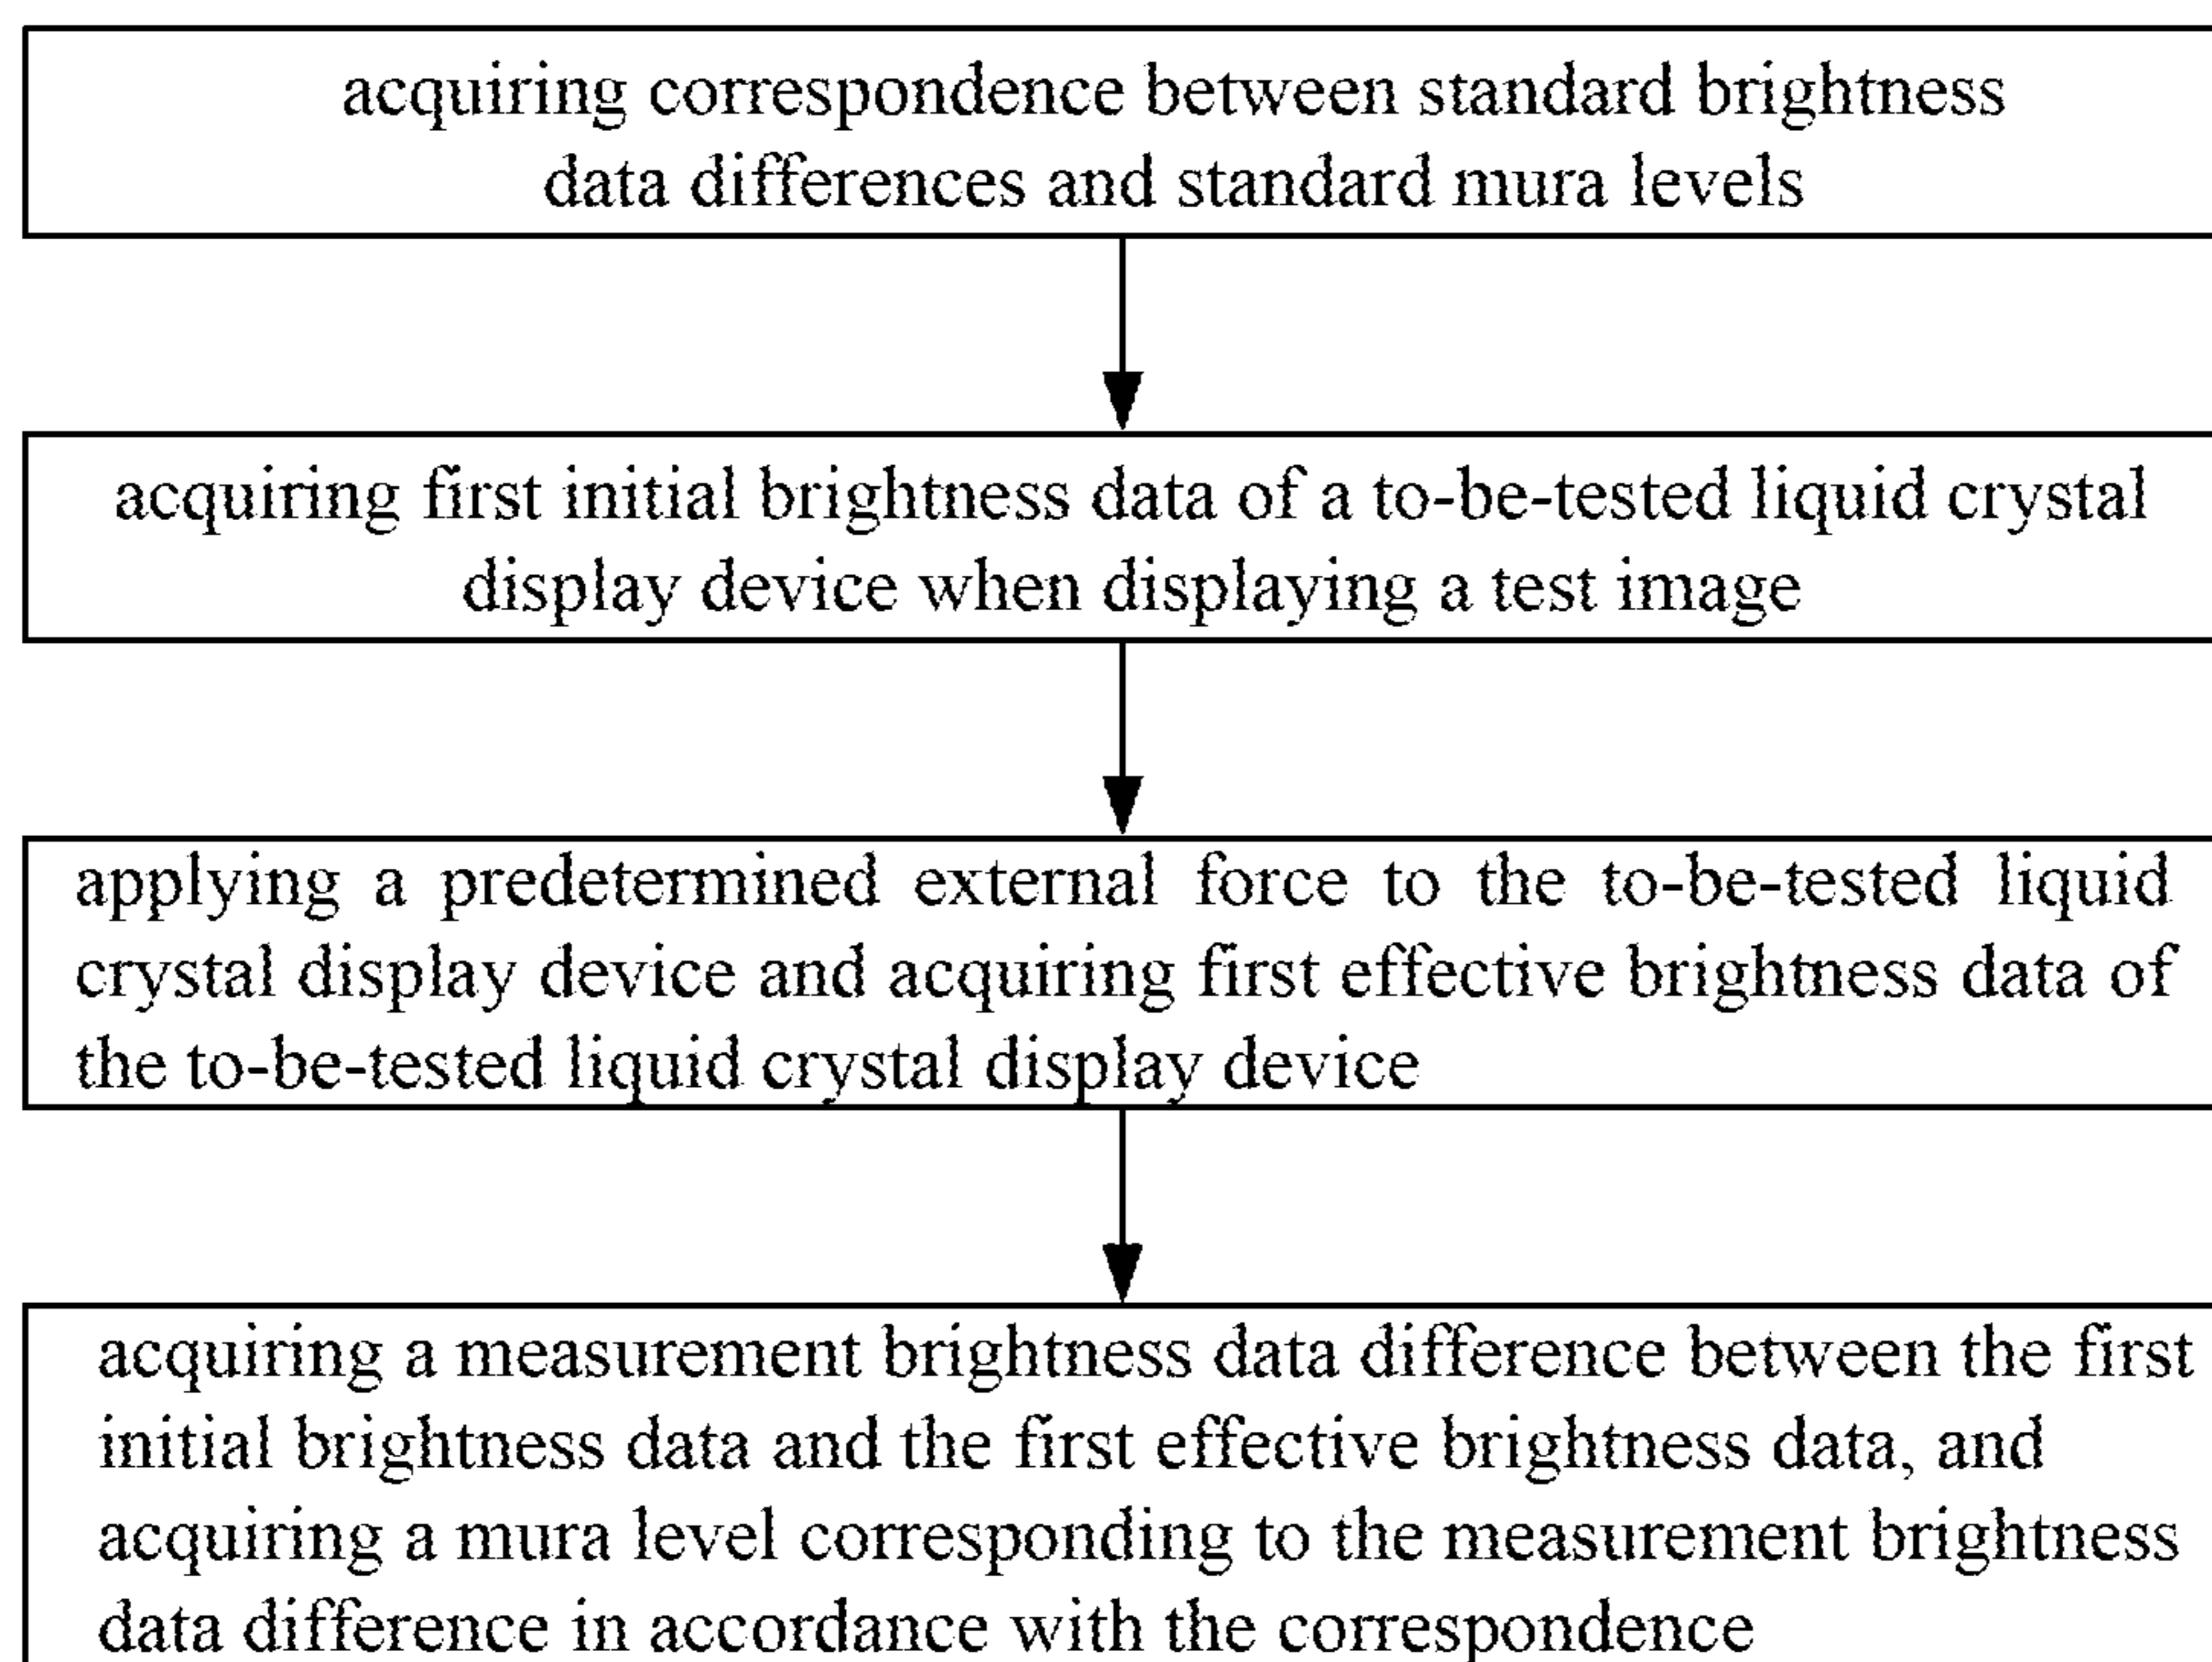 acquiring correspondence between standard brightness
data differences and standard mura levels
acquiring first initial brightness data of a to-be-tested liquid crystal
display device when displaying a test image
applying a predetermined external force to the to-be-tested liquid
crystal display device and acquiring first effective brightness data of
the to-be-tested liquid crystal display device
acquiring a measurement brightness data difference between the first
initial brightness data and the first effective brightness data, and
acquiring a mura level corresponding to the measurement brightness
data difference in accordance with the correspondence